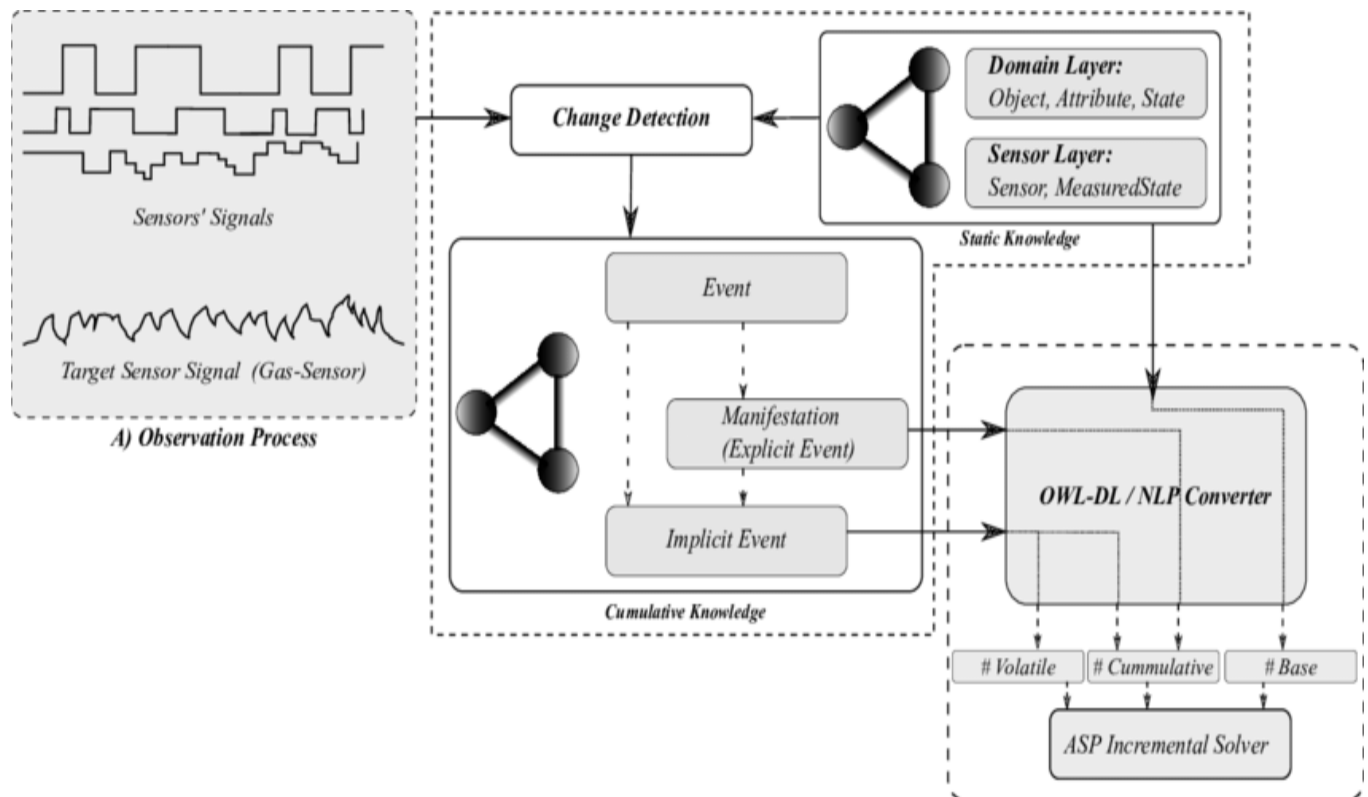 Sensors' Signals
Target Sensor Signal (Gas-Sensor)
A) Observation Process
Change Detection
Domain Layer:
Object, Attribute, State
Sensor Layer:
Sensor, MeasuredState
Static Knowledge
Event
Manifestation
(Explicit Event)
Implicit Event
Cumulative Knowledge
OWL-DL / NLP Converter
# Volatile
# Cummulative
# Base
ASP Incremental Solver